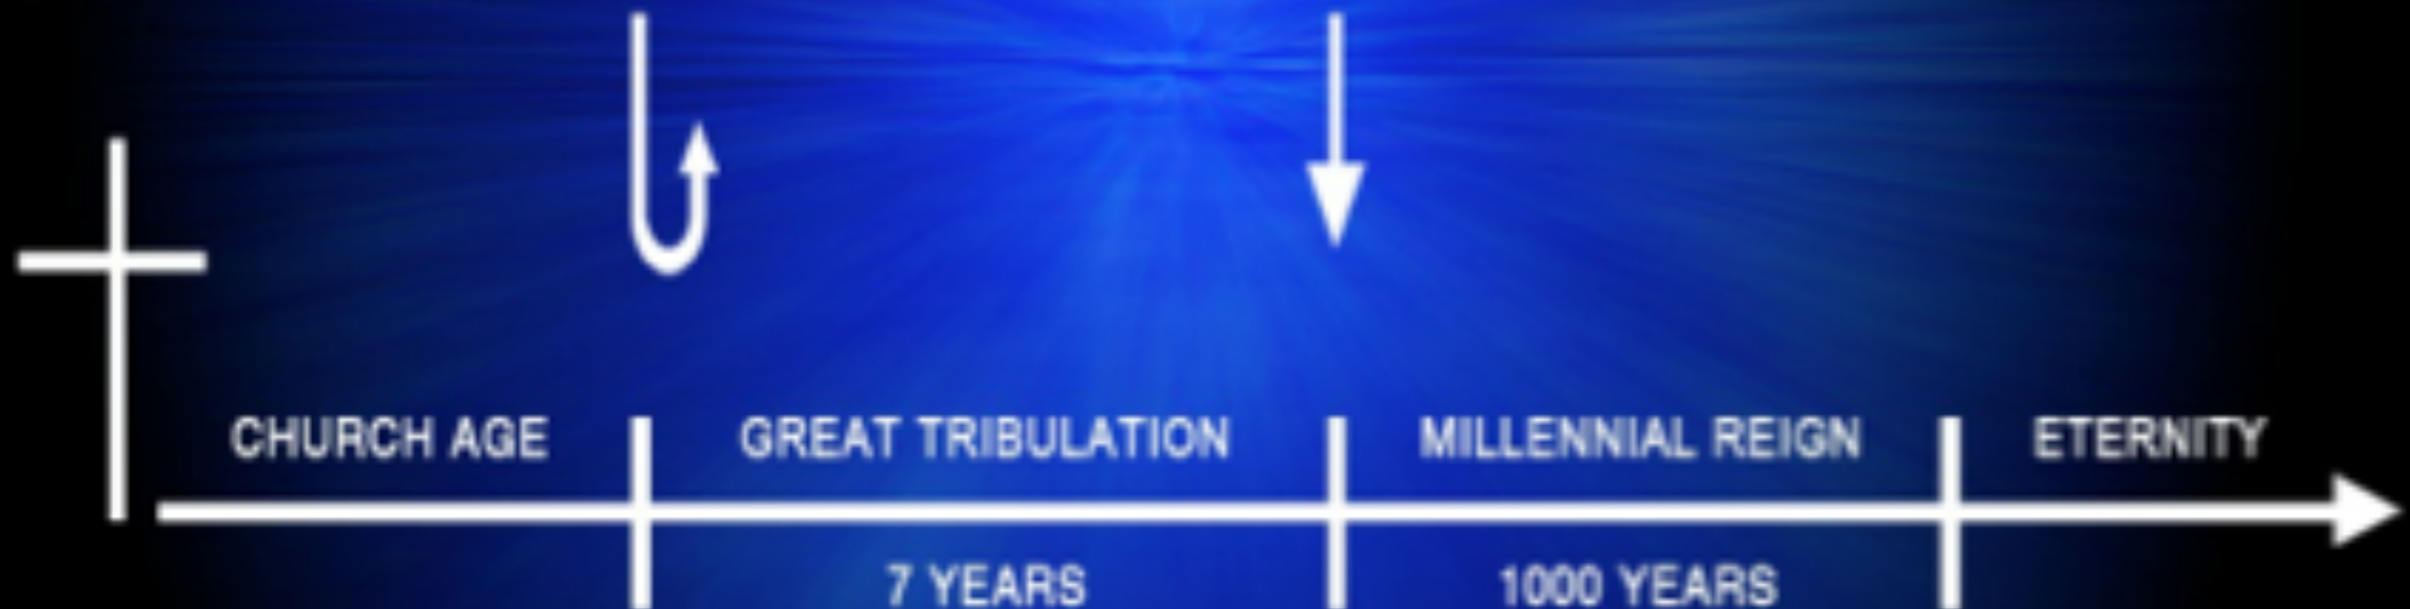 CHURCH AGE GREAT TRIBULATION MILLENNIAL REIGN ETERNITY
7 YEARS 1000 YEARS